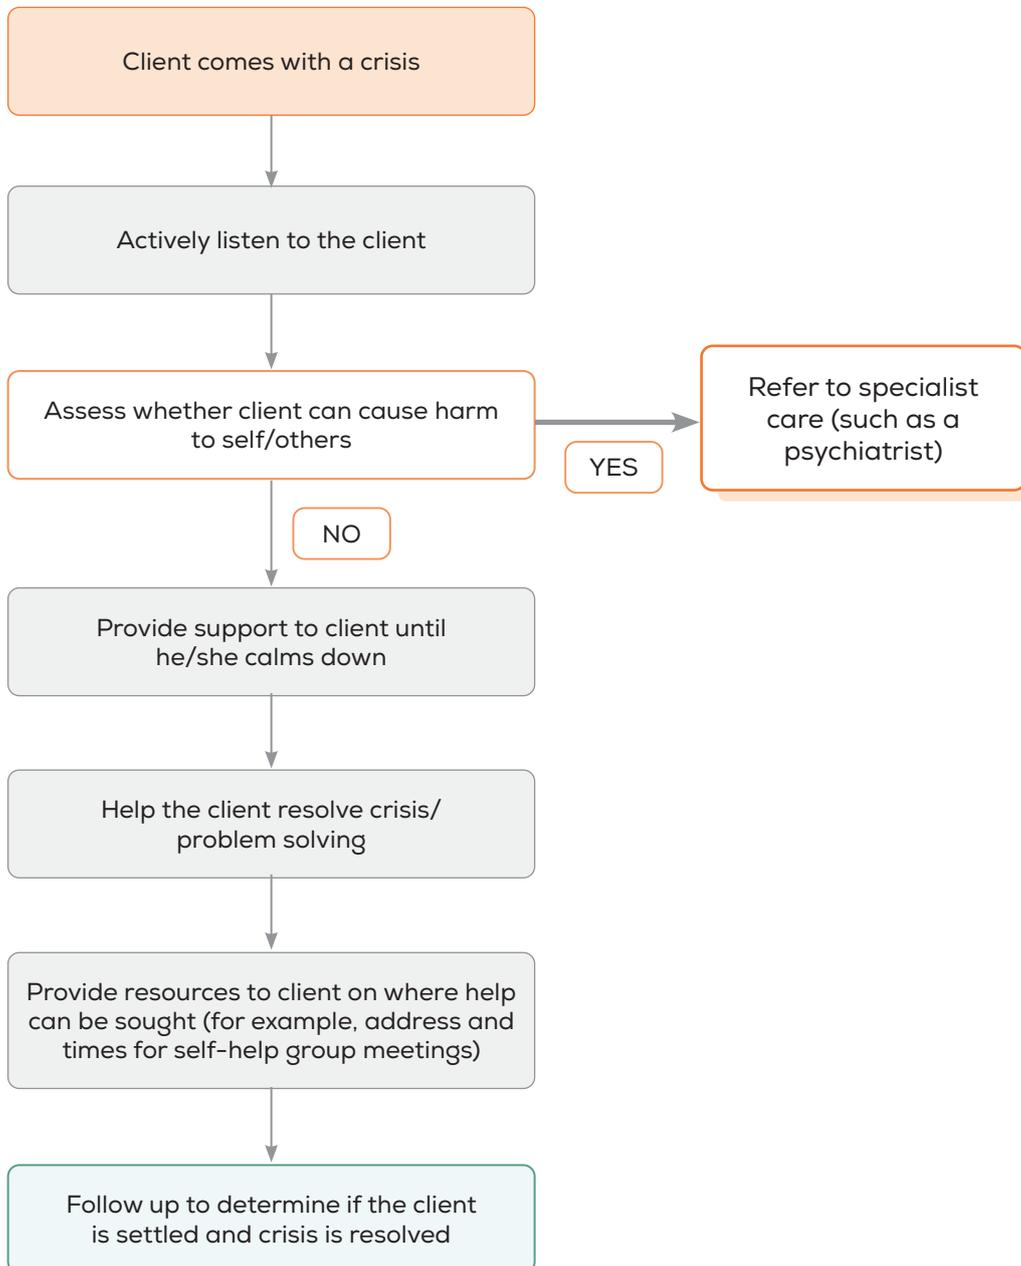 Client comes with a crisis
Actively listen to the client
Assess whether client can cause harm
to self/others
YES
Refer to specialist
care (such as a
psychiatrist)
NO
Provide support to client until
he/she calms down
Help the client resolve crisis/
problem solving
Provide resources to client on where help
can be sought (for example, address and
times for self-help group meetings)
Follow up to determine if the client
is settled and crisis is resolved